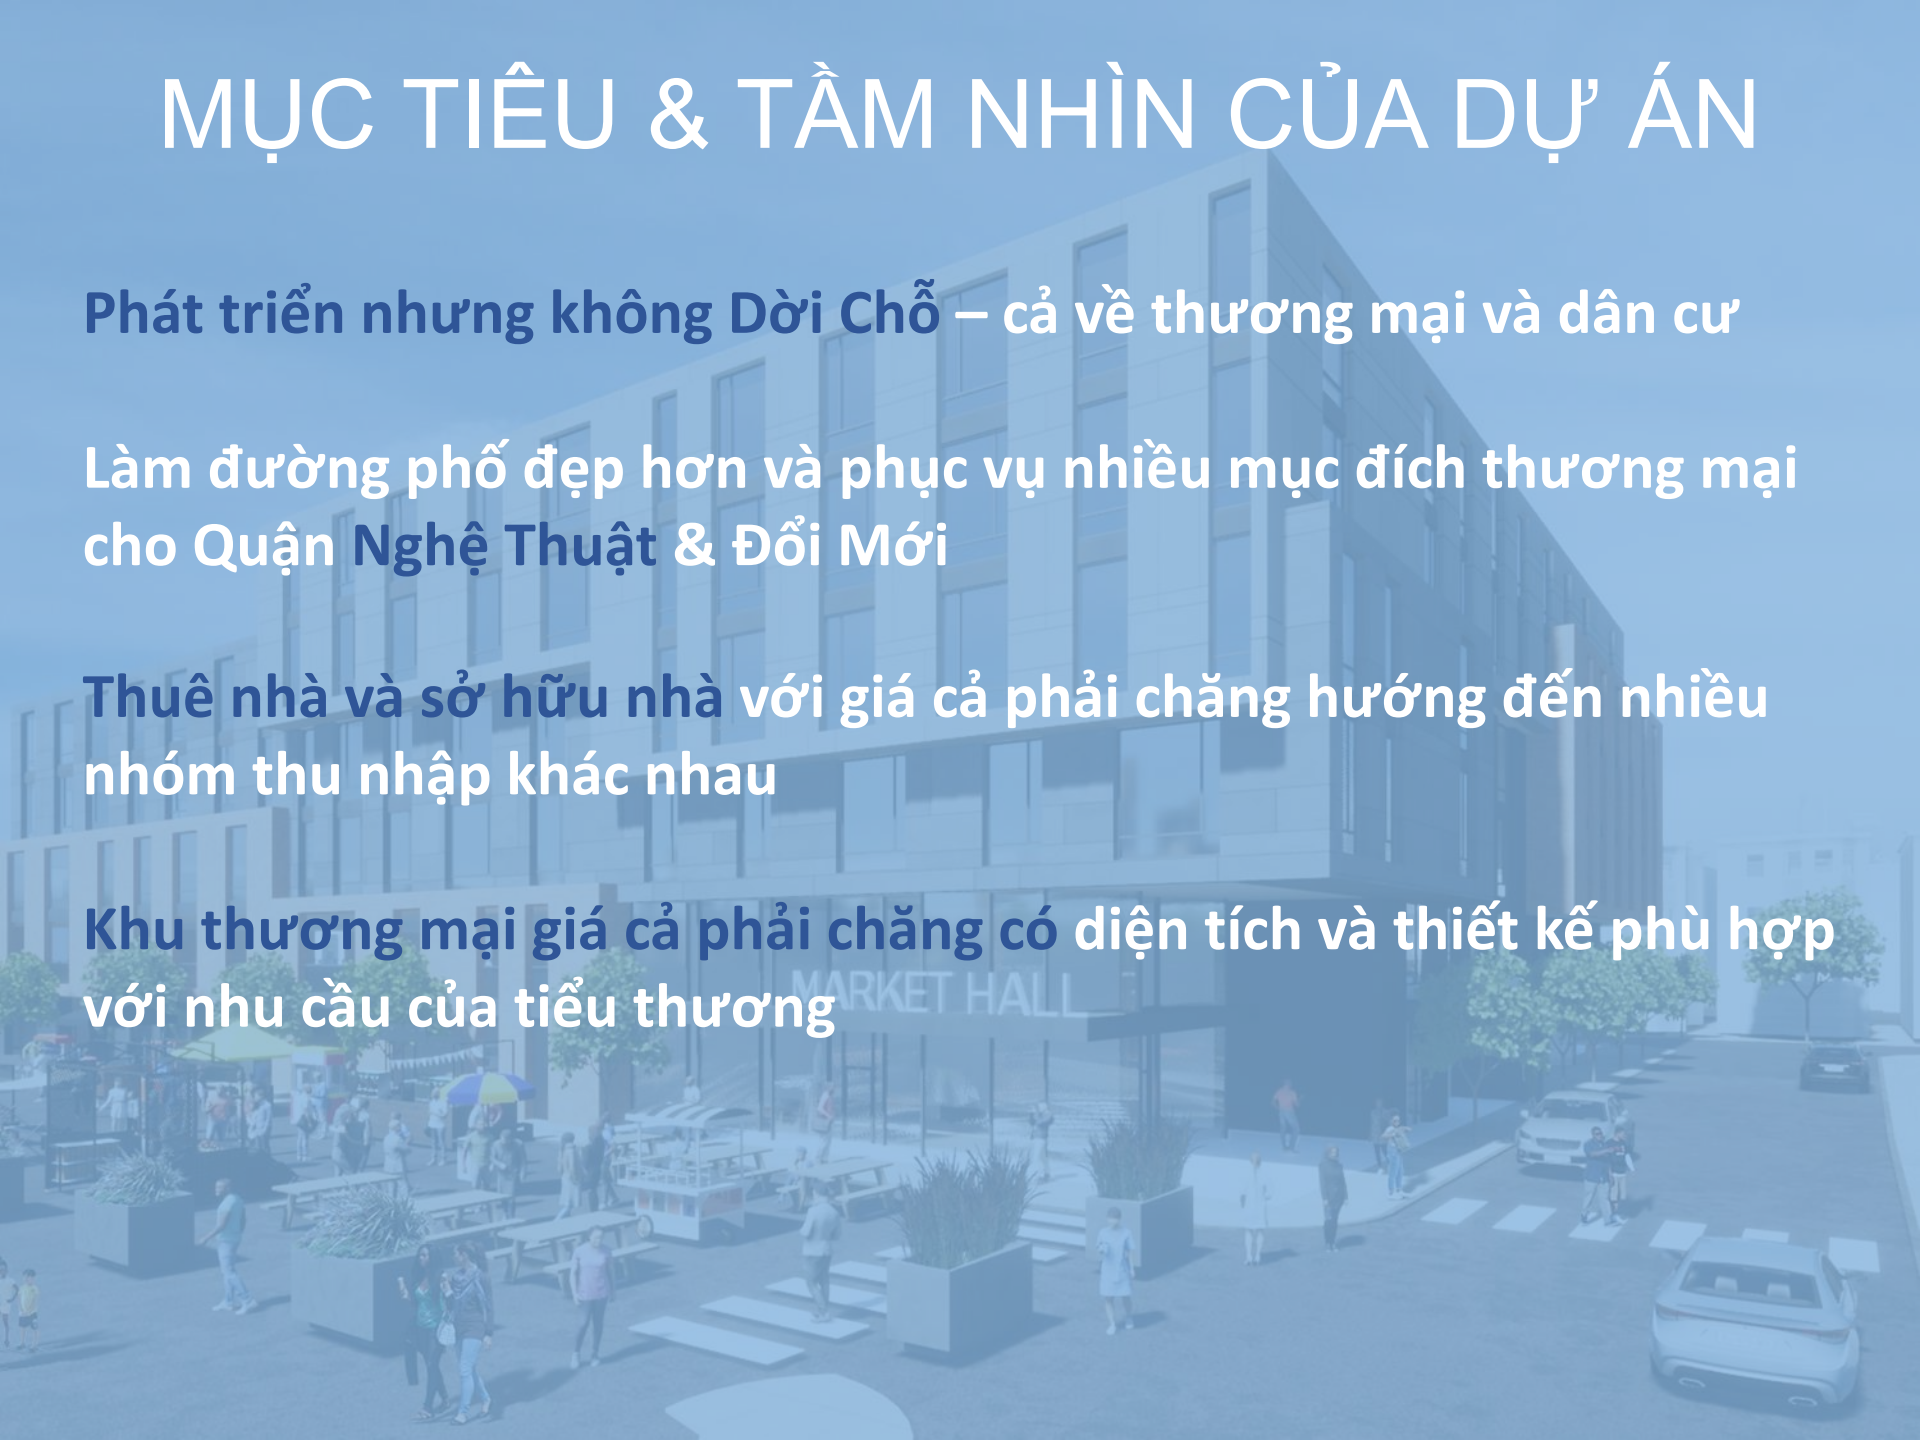 MỤC TIÊU & TẦM NHÌN CỦA DỰ ÁN
Phát triển nhưng không Dời Chỗ – cả về thương mại và dân cư
Làm đường phố đẹp hơn và phục vụ nhiều mục đích thương mại
cho Quận Nghệ Thuật & Đổi Mới
Thuê nhà và sở hữu nhà với giá cả phải chăng hướng đến nhiều
nhóm thu nhập khác nhau
Khu thương mại giá cả phải chăng có diện tích và thiết kế phù hợp
với nhu cầu của tiểu thương
MARKET HALL